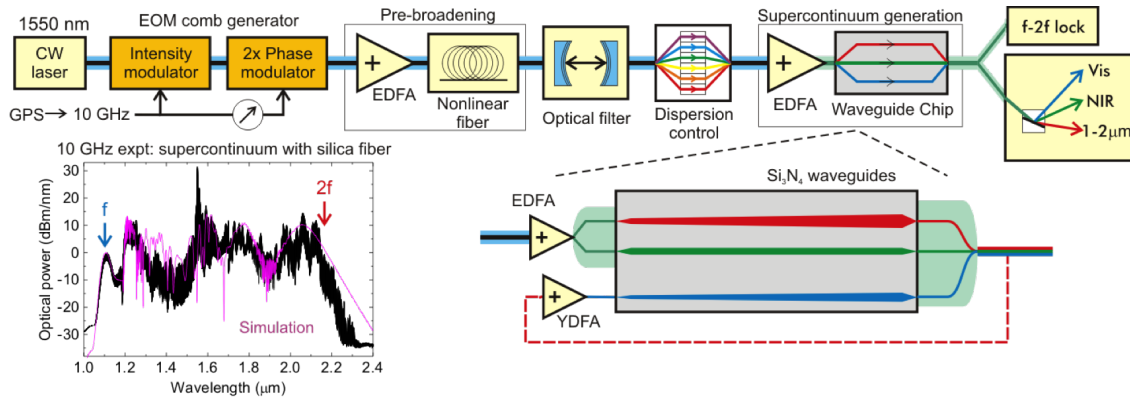 1550 nm
CW
laser
EOM comb generator
Intensity
modulator
2x Phase
modulator
GPS→ 10 GHz
Pre-broadening
+
EDFA
Nonlinear
fiber
Optical filter
Dispersion
control
Supercontinuum generation
+
EDFA
Waveguide Chip
f-2f lock
Vis
NIR
1-2μm
10 GHz expt: supercontinuum with silica fiber
Optical power (dBm/nm)
30
20
10
0
-10
-20
-30
f
2f
Simulation
1.0 1.2 1.4 1.6 1.8 2.0 2.2 2.4
Wavelength (μm)
Si₃N₄ waveguides
EDFA
+
+
YDFA